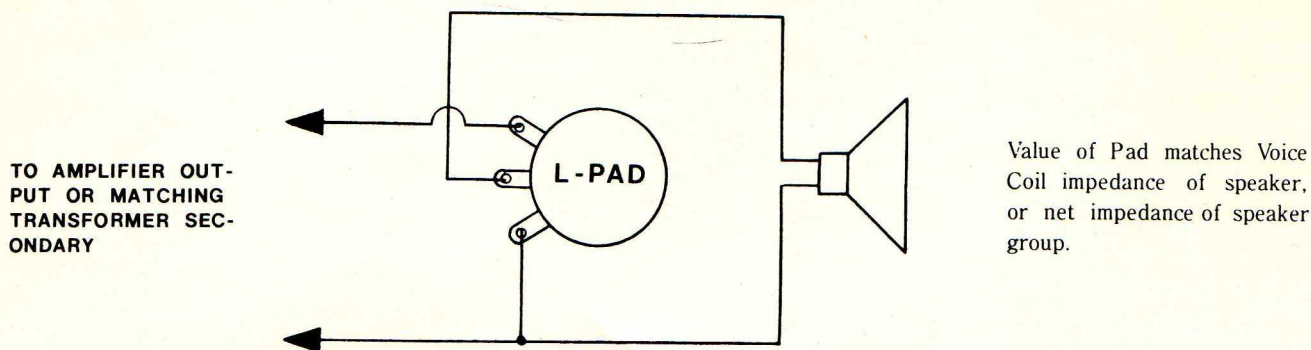 TO AMPLIFIER OUT-
PUT OR MATCHING
TRANSFORMER SEC-
ONDARY
L-PAD
Value of Pad matches Voice
Coil impedance of speaker,
or net impedance of speaker
group.